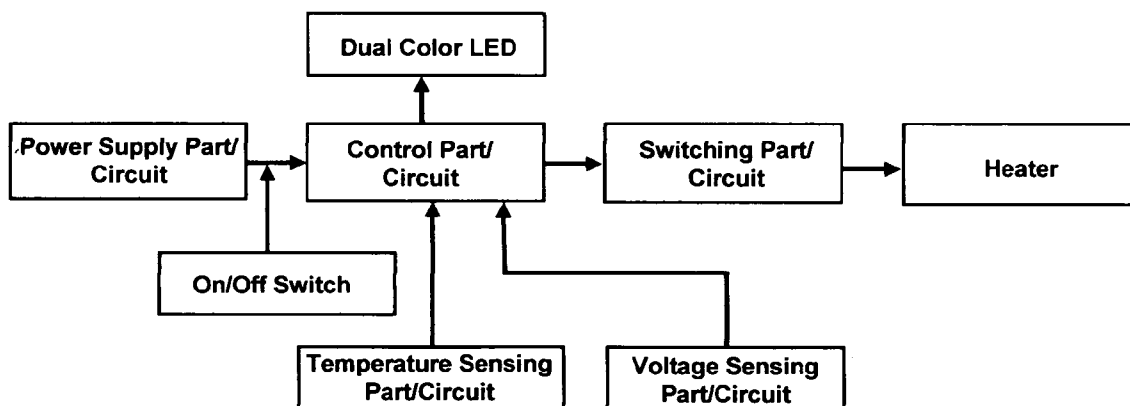 Dual Color LED
Power Supply Part/
Circuit
Control Part/
Circuit
Switching Part/
Circuit
Heater
On/Off Switch
Temperature Sensing
Part/Circuit
Voltage Sensing
Part/Circuit